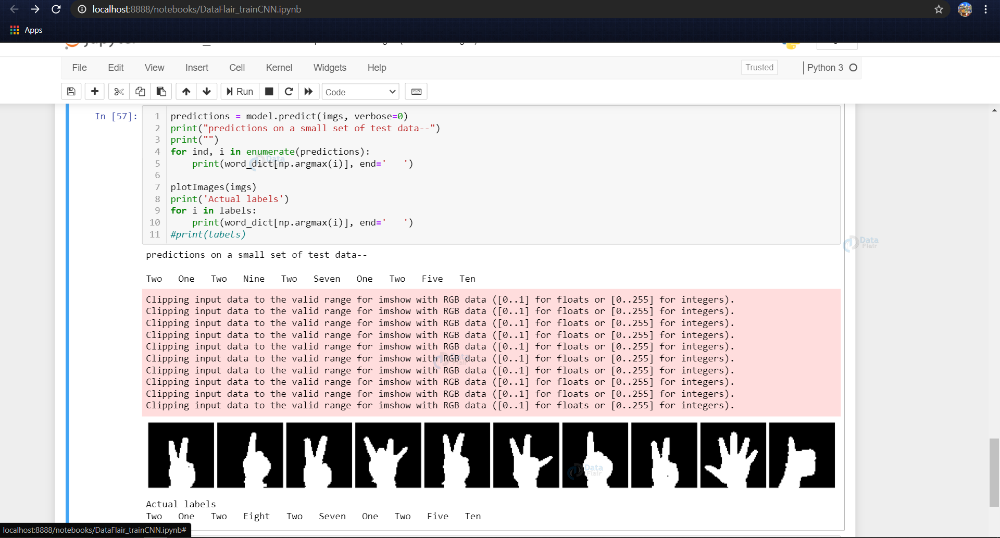 localhost:8888/notebooks/DataFlair_trainCNN.ipynb
Apps
File Edit View Insert Cell Kernel Widgets Help Trusted Python 3
Run Code
In [57]:
1 predictions = model.predict(imgs, verbose=0)
2 print("predictions on a small set of test data--")
3 print("")
4 for ind, i in enumerate(predictions):
5     print(word_dict[np.argmax(i)], end='   ')
6
7 plotImages(imgs)
8 print('Actual labels')
9 for i in labels:
10     print(word_dict[np.argmax(i)], end='   ')
11 #print(labels)
predictions on a small set of test data--
Two   One   Two   Nine   Two   Seven   One   Two   Five   Ten
Clipping input data to the valid range for imshow with RGB data ([0..1] for floats or [0..255] for integers).
Clipping input data to the valid range for imshow with RGB data ([0..1] for floats or [0..255] for integers).
Clipping input data to the valid range for imshow with RGB data ([0..1] for floats or [0..255] for integers).
Clipping input data to the valid range for imshow with RGB data ([0..1] for floats or [0..255] for integers).
Clipping input data to the valid range for imshow with RGB data ([0..1] for floats or [0..255] for integers).
Clipping input data to the valid range for imshow with RGB data ([0..1] for floats or [0..255] for integers).
Clipping input data to the valid range for imshow with RGB data ([0..1] for floats or [0..255] for integers).
Clipping input data to the valid range for imshow with RGB data ([0..1] for floats or [0..255] for integers).
Clipping input data to the valid range for imshow with RGB data ([0..1] for floats or [0..255] for integers).
Clipping input data to the valid range for imshow with RGB data ([0..1] for floats or [0..255] for integers).
Data
Flair
Actual labels
Two   One   Two   Eight   Two   Seven   One   Two   Five   Ten
localhost:8888/notebooks/DataFlair_trainCNN.ipynb#